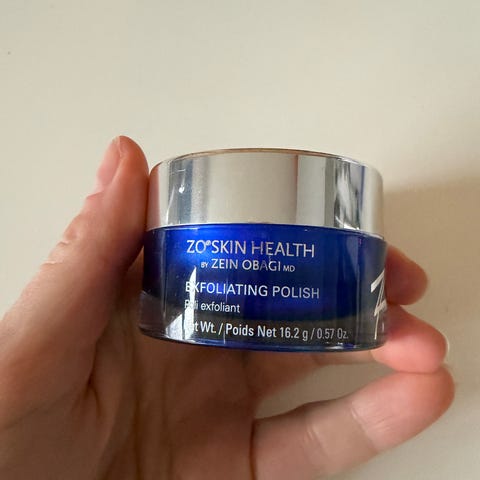 ZO® SKIN HEALTH
BY ZEIN OBAGI MD
EXFOLIATING POLISH
exfoliant
Wt. / Poids Net 16.2 g / 0.57 Oz.